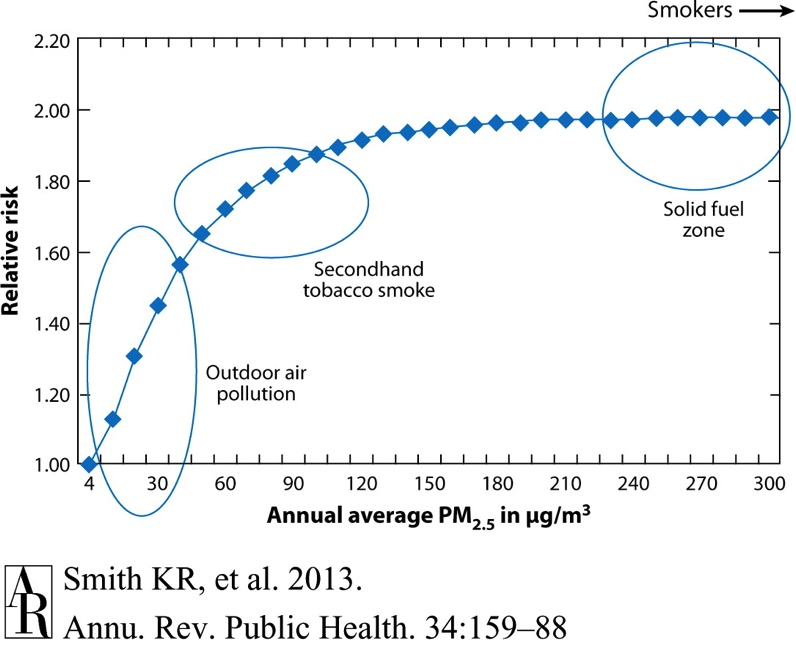 Smokers
2.20
2.00
1.80
1.60
1.40
1.20
1.00
Relative risk
Solid fuel
zone
Secondhand
tobacco smoke
Outdoor air
pollution
4 30 60 90 120 150 180 210 240 270 300
Annual average PM2.5 in µg/m³
AR
Smith KR, et al. 2013.
Annu. Rev. Public Health. 34:159–88